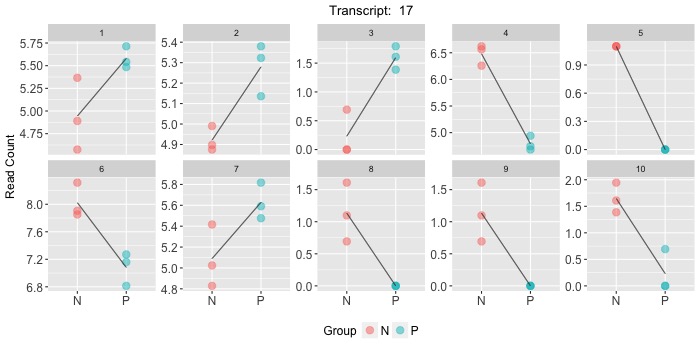 Transcript: 17
Read Count
1 2 3 4 5
5.75 5.50 5.25 5.00 4.75
5.4 5.3 5.2 5.1 5.0 4.9
1.5 1.0 0.5 0.0
6.5 6.0 5.5 5.0
0.9 0.6 0.3 0.0
6 7 8 9 10
8.0 7.6 7.2 6.8
5.8 5.6 5.4 5.2 5.0 4.8
1.5 1.0 0.5 0.0
1.5 1.0 0.5 0.0
2.0 1.5 1.0 0.5 0.0
N P N P N P N P N P
Group N P